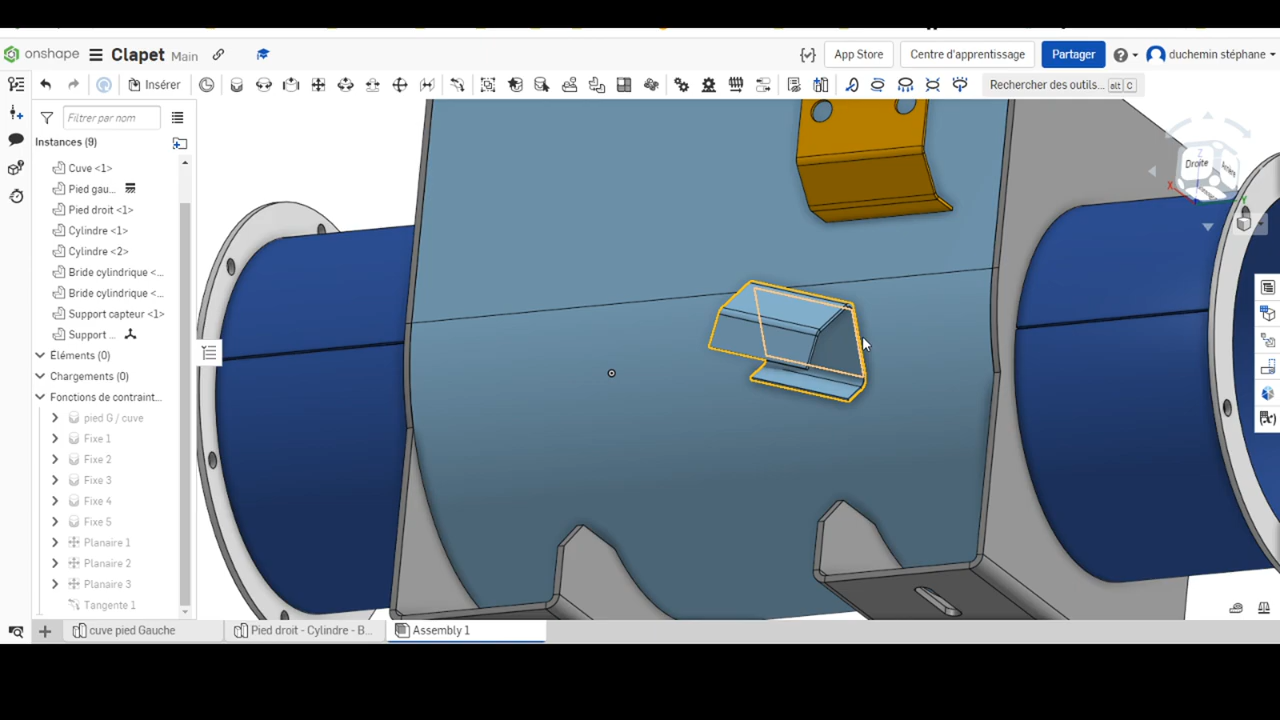 onshape Clapet Main App Store Centre d'apprentissage Partager duchemin stéphane
Insérer Rechercher des outils... alt C
Filtrer par nom
Instances (9)
Cuve <1>
Pied gau...
Pied droit <1>
Cylindre <1>
Cylindre <2>
Bride cylindrique <...
Bride cylindrique <...
Support capteur <1>
Support ...
Éléments (0)
Chargements (0)
Fonctions de contraint...
pied G / cuve
Fixe 1
Fixe 2
Fixe 3
Fixe 4
Fixe 5
Planaire 1
Planaire 2
Planaire 3
Tangente 1
Z
Droite
X
Y
cuve pied Gauche Pied droit - Cylindre - B... Assembly 1